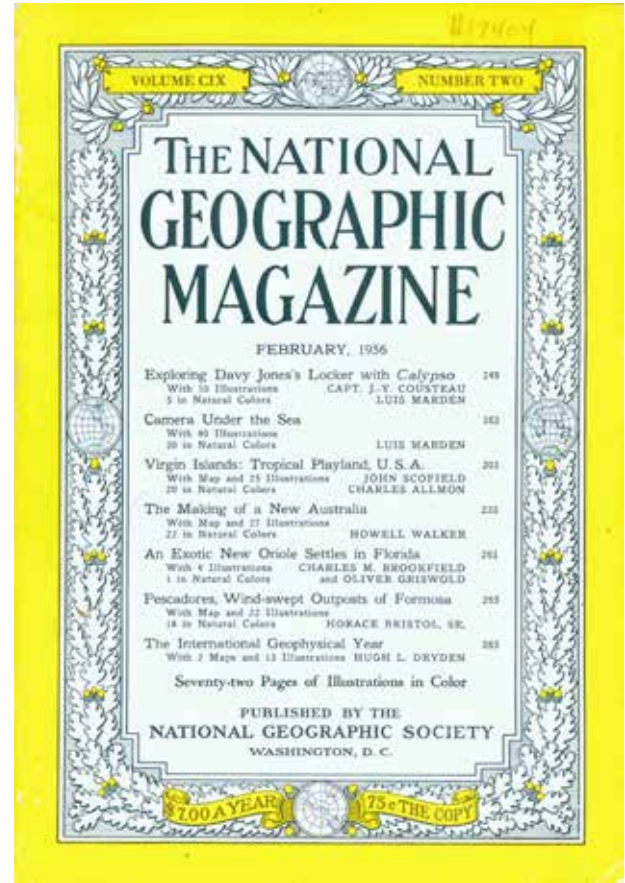 VOLUME CIX
NUMBER TWO
THE NATIONAL
GEOGRAPHIC
MAGAZINE
FEBRUARY, 1956
Exploring Davy Jones's Locker with Calypso 149
With 10 Illustrations CAPT. J.-Y. COUSTEAU
5 in Natural Colors LUIS MARDEN
Camera Under the Sea 162
With 40 Illustrations
20 in Natural Colors LUIS MARDEN
Virgin Islands: Tropical Playland, U. S. A.
With Map and 25 Illustrations JOHN SCOFIELD
20 in Natural Colors CHARLES ALLMON
The Making of a New Australia
With Map and 27 Illustrations
22 in Natural Colors HOWELL WALKER
An Exotic New Oriole Settles in Florida 261
With 4 Illustrations CHARLES M. BROOKFIELD
1 in Natural Colors and OLIVER GRISWOLD
Pescadores, Wind-swept Outposts of Formosa
With Map and 22 Illustrations
18 in Natural Colors HORACE BRISTOL, SR.
The International Geophysical Year
With 2 Maps and 13 Illustrations HUGH L. DRYDEN
Seventy-two Pages of Illustrations in Color
PUBLISHED BY THE
NATIONAL GEOGRAPHIC SOCIETY
WASHINGTON, D. C.
$7.00 A YEAR
75¢ THE COPY